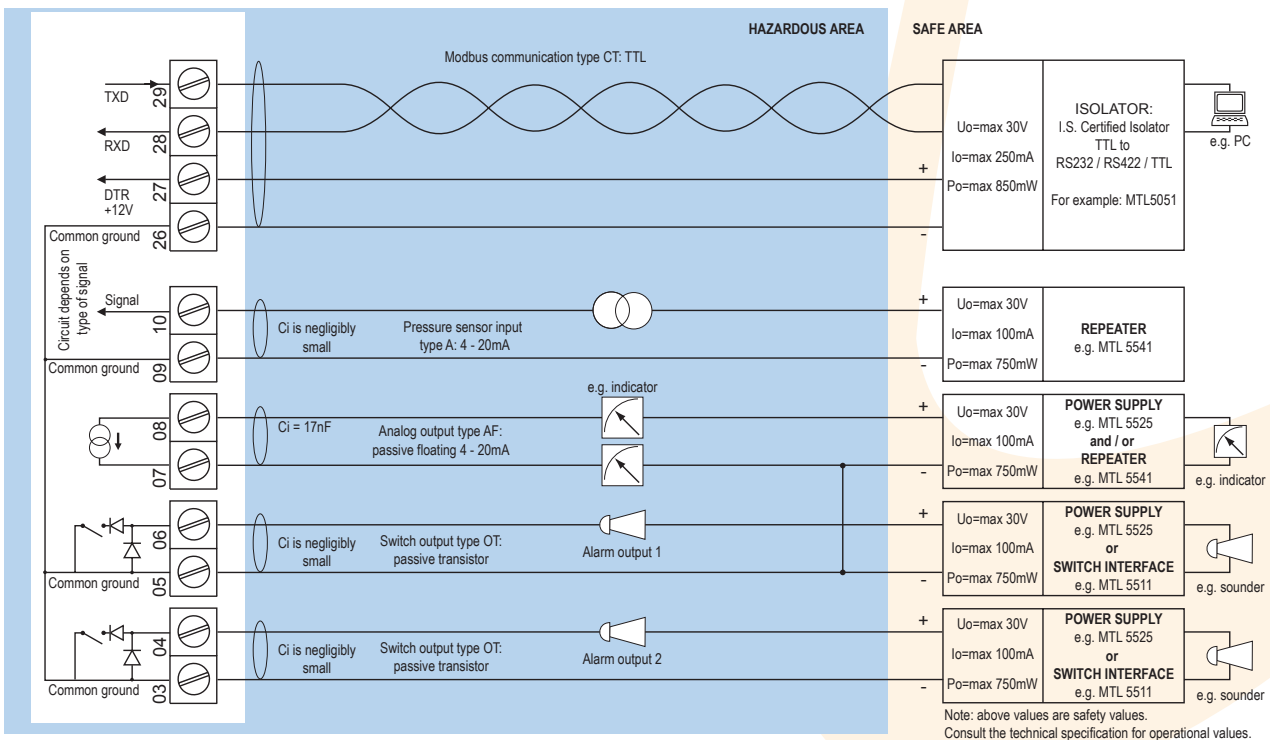 HAZARDOUS AREA
SAFE AREA
Modbus communication type CT: TTL
TXD
29
RXD
28
DTR
+12V
27
Common ground
26
+
-
Uo=max 30V
Io=max 250mA
Po=max 850mW
ISOLATOR:
I.S. Certified Isolator
TTL to
RS232 / RS422 / TTL
For example: MTL5051
e.g. PC
Circuit depends on
type of signal
Signal
10
Common ground
09
Ci is negligibly
small
Pressure sensor input
type A: 4 - 20mA
+
-
Uo=max 30V
Io=max 100mA
Po=max 750mW
REPEATER
e.g. MTL 5541
08
07
Ci = 17nF
Analog output type AF:
passive floating 4 - 20mA
e.g. indicator
+
-
Uo=max 30V
Io=max 100mA
Po=max 750mW
POWER SUPPLY
e.g. MTL 5525
and / or
REPEATER
e.g. MTL 5541
e.g. indicator
06
Common ground
05
Ci is negligibly
small
Switch output type OT:
passive transistor
Alarm output 1
+
-
Uo=max 30V
Io=max 100mA
Po=max 750mW
POWER SUPPLY
e.g. MTL 5525
or
SWITCH INTERFACE
e.g. MTL 5511
e.g. sounder
04
Common ground
03
Ci is negligibly
small
Switch output type OT:
passive transistor
Alarm output 2
+
-
Uo=max 30V
Io=max 100mA
Po=max 750mW
POWER SUPPLY
e.g. MTL 5525
or
SWITCH INTERFACE
e.g. MTL 5511
e.g. sounder
Note: above values are safety values.
Consult the technical specification for operational values.